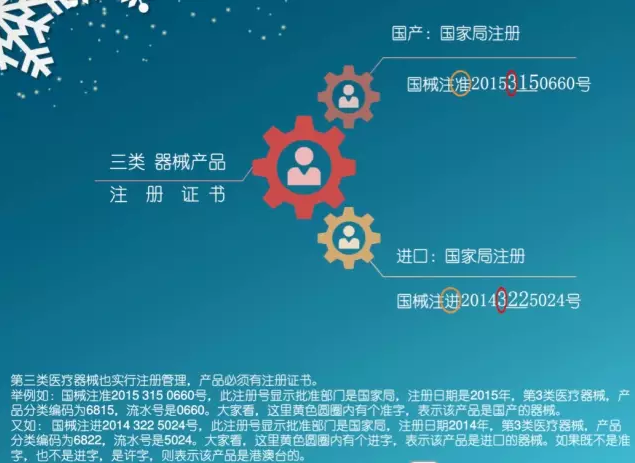 国产：国家局注册
国械注准20153150660号
三类 器械产品
注 册 证 书
进口：国家局注册
国械注进20143225024号
第三类医疗器械也实行注册管理，产品必须有注册证书。
举例如：国械注准2015 315 0660号，此注册号显示批准部门是国家局，注册日期是2015年，第3类医疗器械，产
品分类编码为6815，流水号是0660。大家看，这里黄色圆圈内有个准字，表示该产品是国产的器械。
又如： 国械注进2014 322 5024号，此注册号显示批准部门是国家局，注册日期2014年，第3类医疗器械，产品
分类编码为6822，流水号是5024。大家看，这里黄色圆圈内有个进字，表示该产品是进口的器械。如果既不是准
字，也不是进字，是许字，则表示该产品是港澳台的。